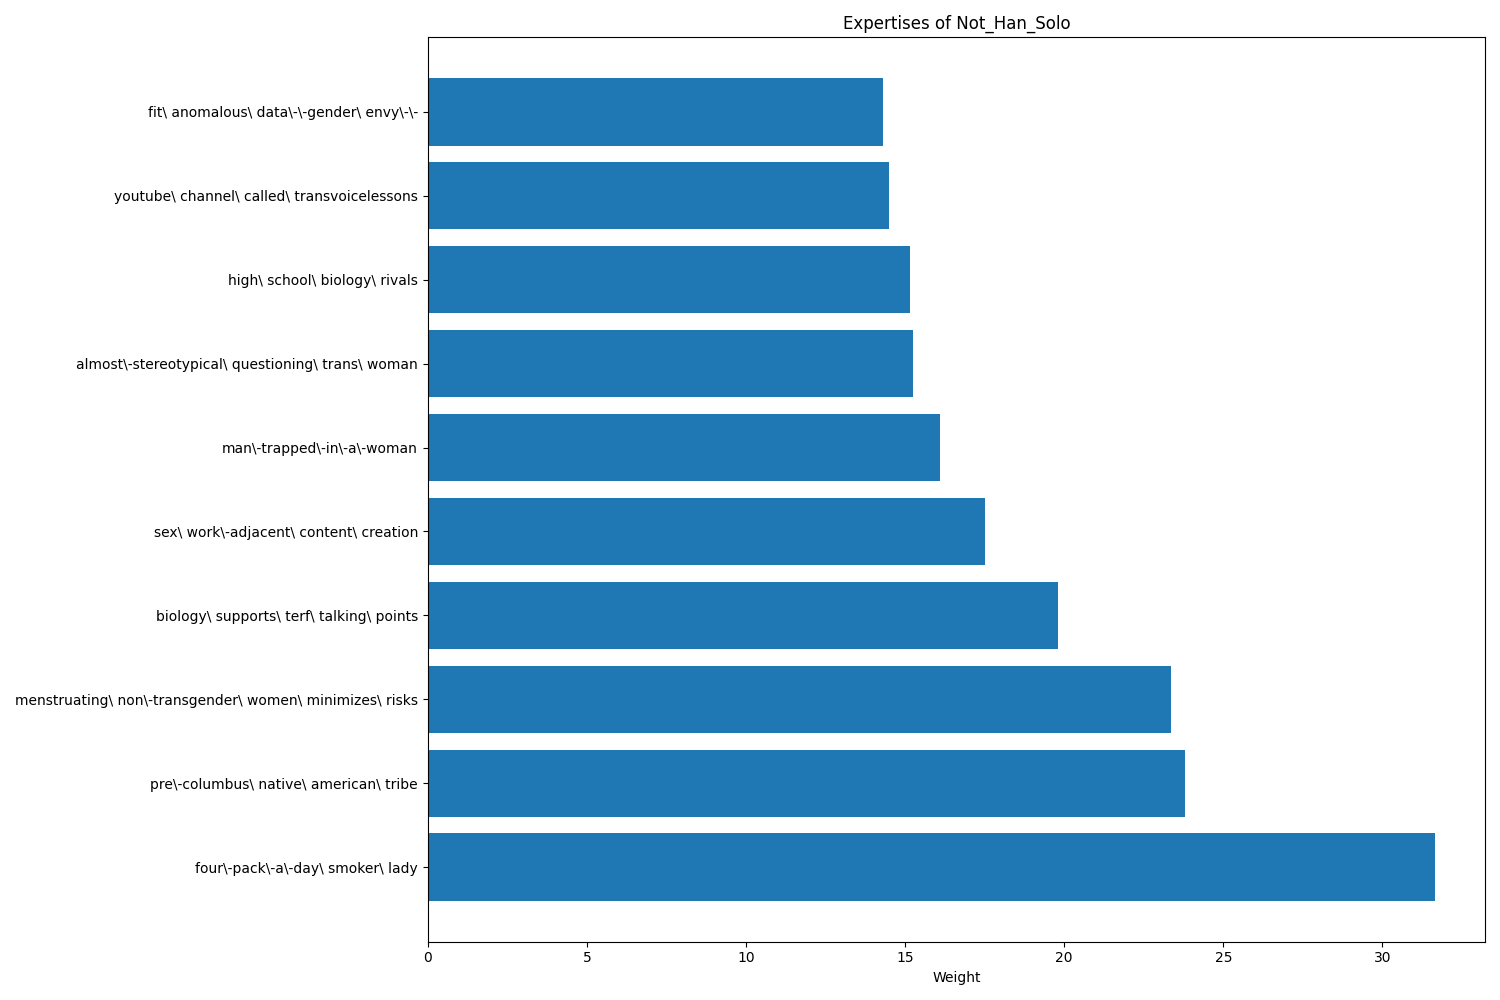 Expertises of Not_Han_Solo
fit\ anomalous\ data\-\-gender\ envy\-\-
youtube\ channel\ called\ transvoicelessons
high\ school\ biology\ rivals
almost\-stereotypical\ questioning\ trans\ woman
man\-trapped\-in\-a\-woman
sex\ work\-adjacent\ content\ creation
biology\ supports\ terf\ talking\ points
menstruating\ non\-transgender\ women\ minimizes\ risks
pre\-columbus\ native\ american\ tribe
four\-pack\-a\-day\ smoker\ lady
0 5 10 15 20 25 30
Weight